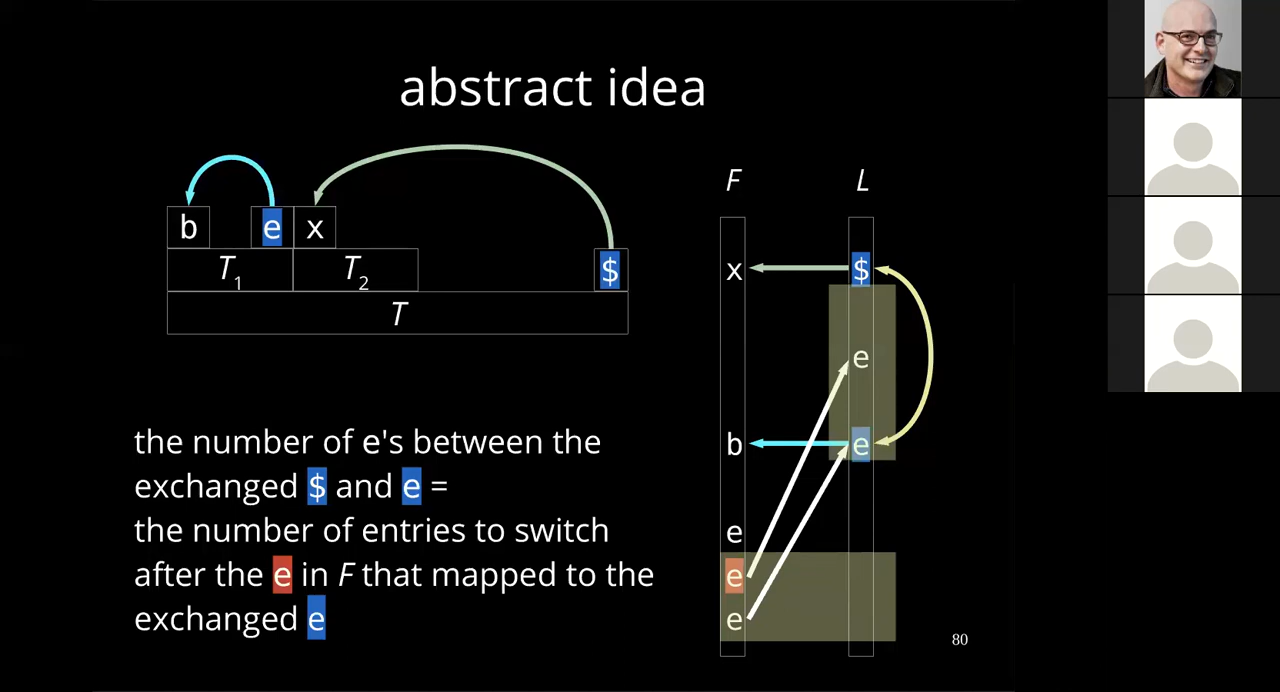 abstract idea
b e x
T1 T2 $
T
F L
x $
e
b e
e
e
e
the number of e's between the
exchanged $ and e =
the number of entries to switch
after the e in F that mapped to the
exchanged e
80